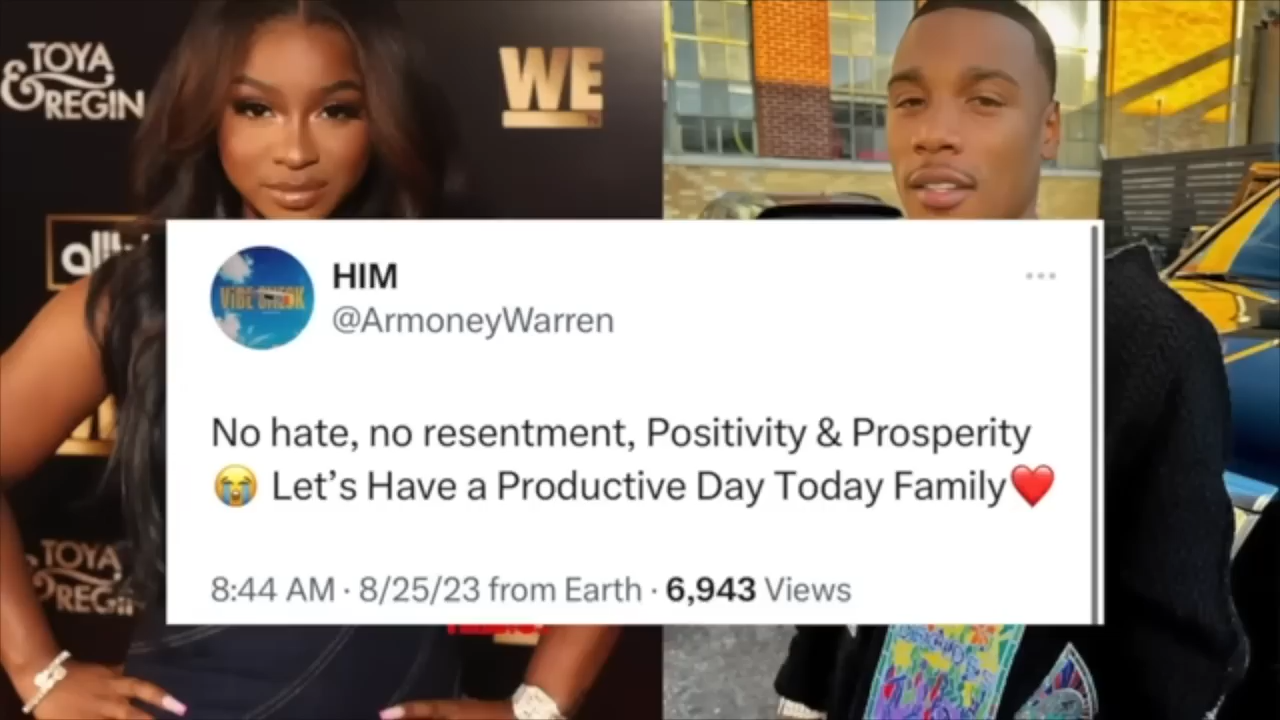 TOYA
& REGIN
WE
TOYA
REGI
HIM
@ArmoneyWarren
No hate, no resentment, Positivity & Prosperity
😭 Let’s Have a Productive Day Today Family❤️
8:44 AM · 8/25/23 from Earth · 6,943 Views